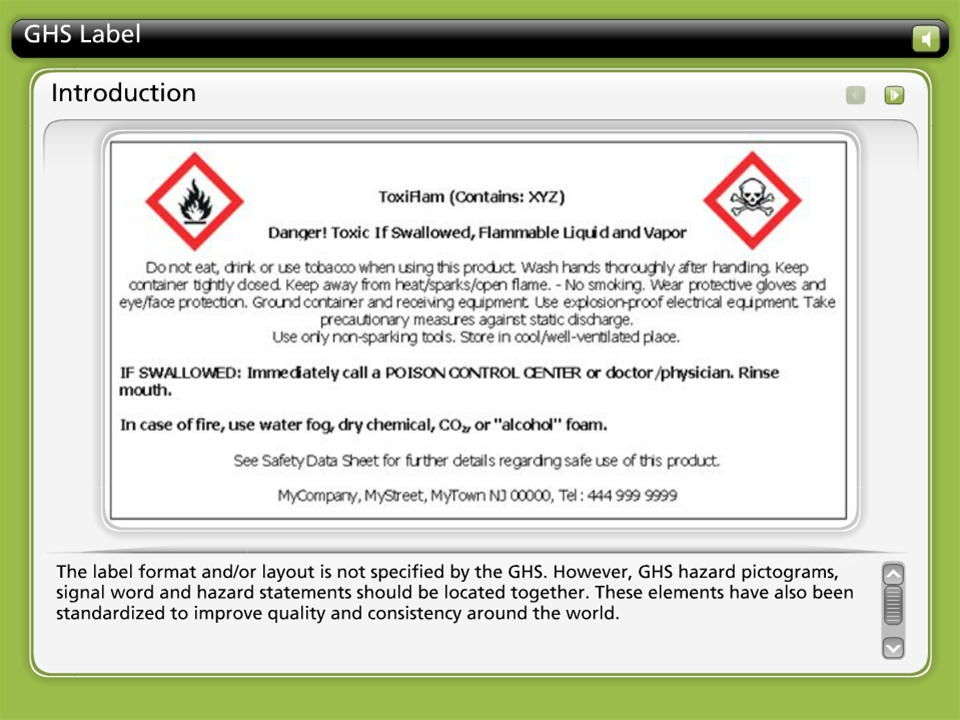 GHS Label
Introduction
ToxiFlam (Contains: XYZ)
Danger! Toxic If Swallowed, Flammable Liquid and Vapor
Do not eat, drink or use tobacco when using this product. Wash hands thoroughly after handling. Keep
container tightly closed. Keep away from heat/sparks/open flame. - No smoking. Wear protective gloves and
eye/face protection. Ground container and receiving equipment. Use explosion-proof electrical equipment. Take
precautionary measures against static discharge.
Use only non-sparking tools. Store in cool/well-ventilated place.
IF SWALLOWED: Immediately call a POISON CONTROL CENTER or doctor/physician. Rinse
mouth.
In case of fire, use water fog, dry chemical, CO₂, or "alcohol" foam.
See Safety Data Sheet for further details regarding safe use of this product.
MyCompany, MyStreet, MyTown NJ 00000, Tel: 444 999 9999
The label format and/or layout is not specified by the GHS. However, GHS hazard pictograms,
signal word and hazard statements should be located together. These elements have also been
standardized to improve quality and consistency around the world.